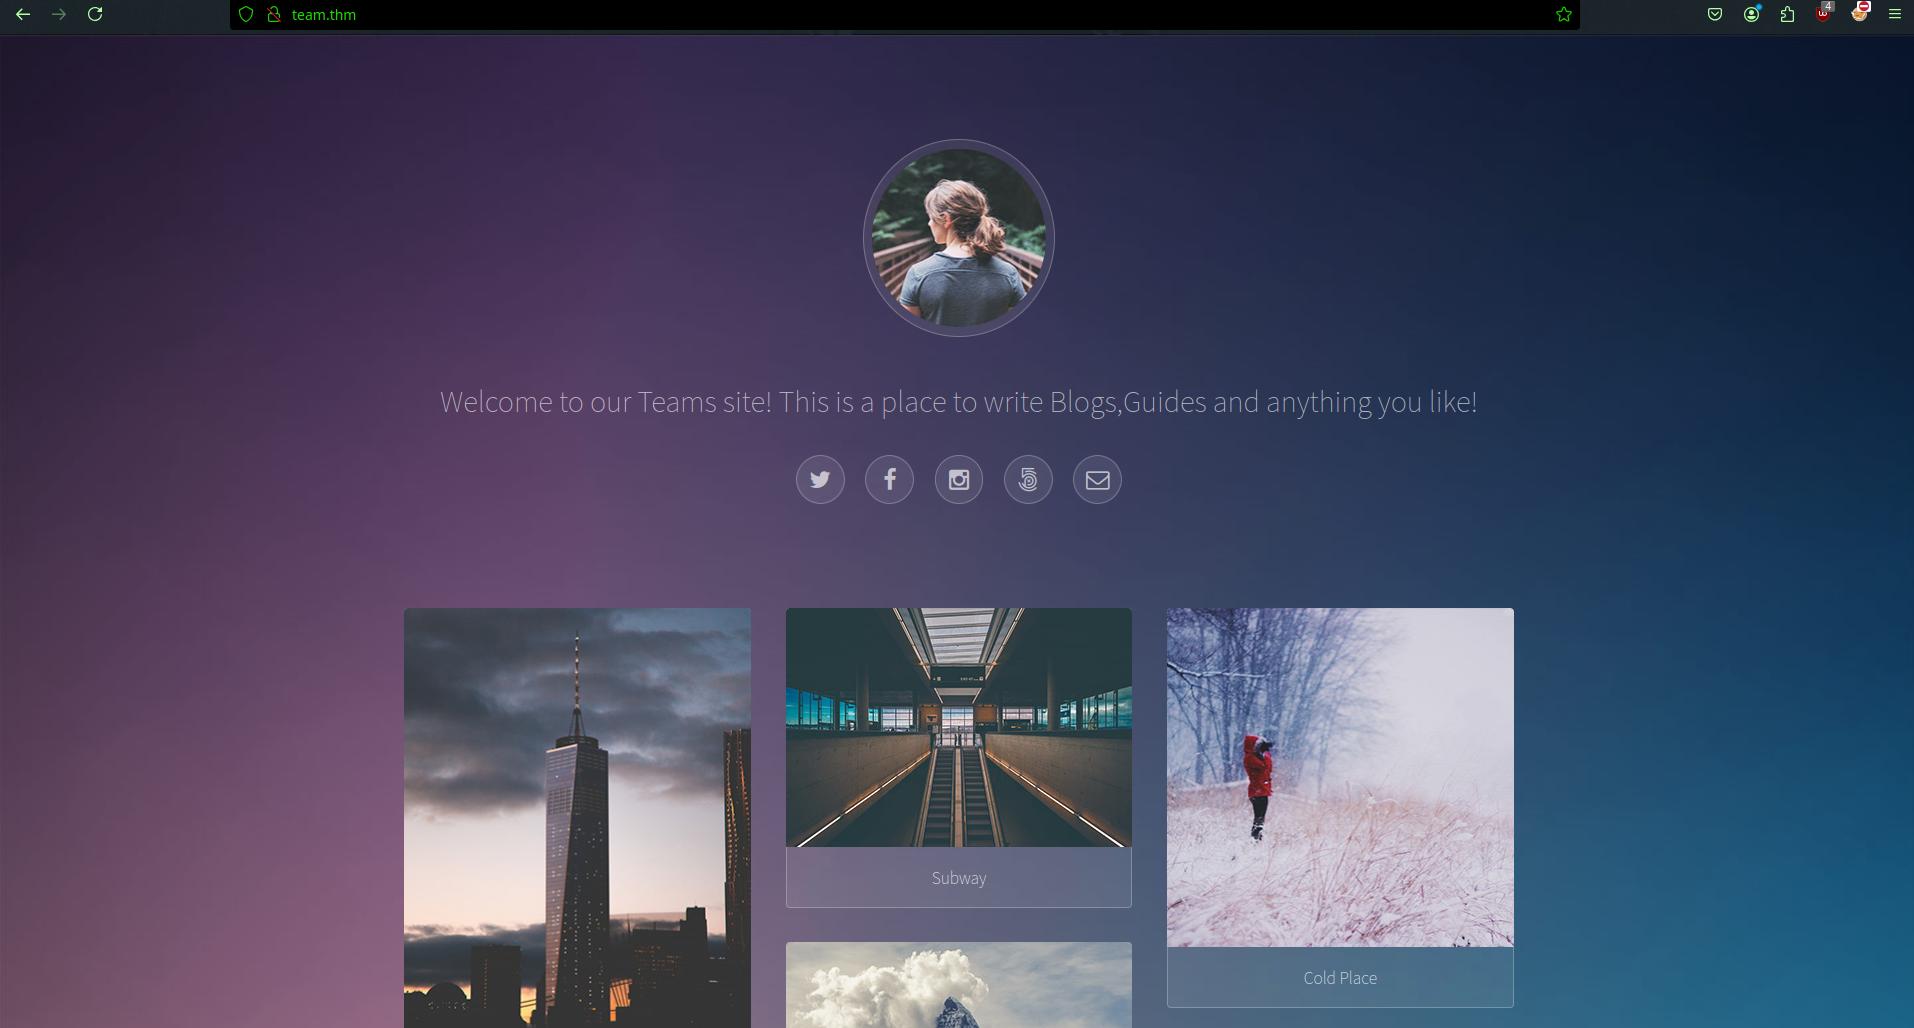 team.thm
4
Welcome to our Teams site! This is a place to write Blogs,Guides and anything you like!
Subway
Cold Place